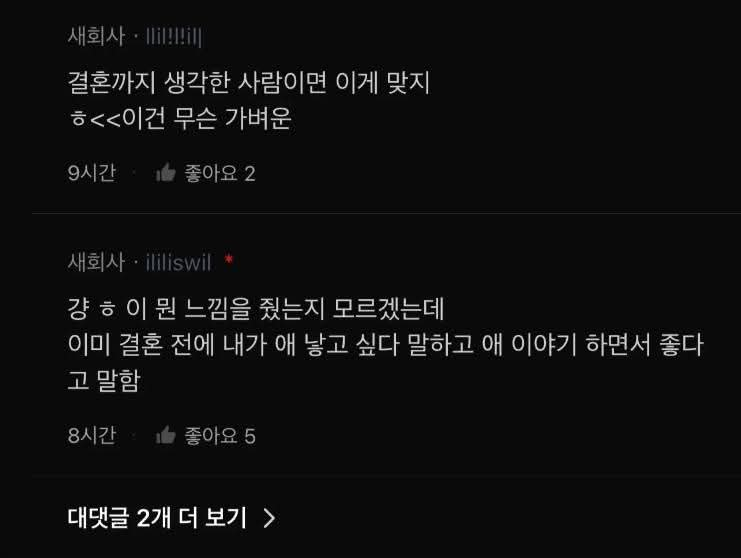 새회사 · llil!!!il|
결혼까지 생각한 사람이면 이게 맞지
ㅎ<<이건 무슨 가벼운
9시간 · 좋아요 2
새회사 · ililiswil *
걍 ㅎ 이 뭔 느낌을 줬는지 모르겠는데
이미 결혼 전에 내가 애 낳고 싶다 말하고 애 이야기 하면서 좋다
고 말함
8시간 · 좋아요 5
대댓글 2개 더 보기 >